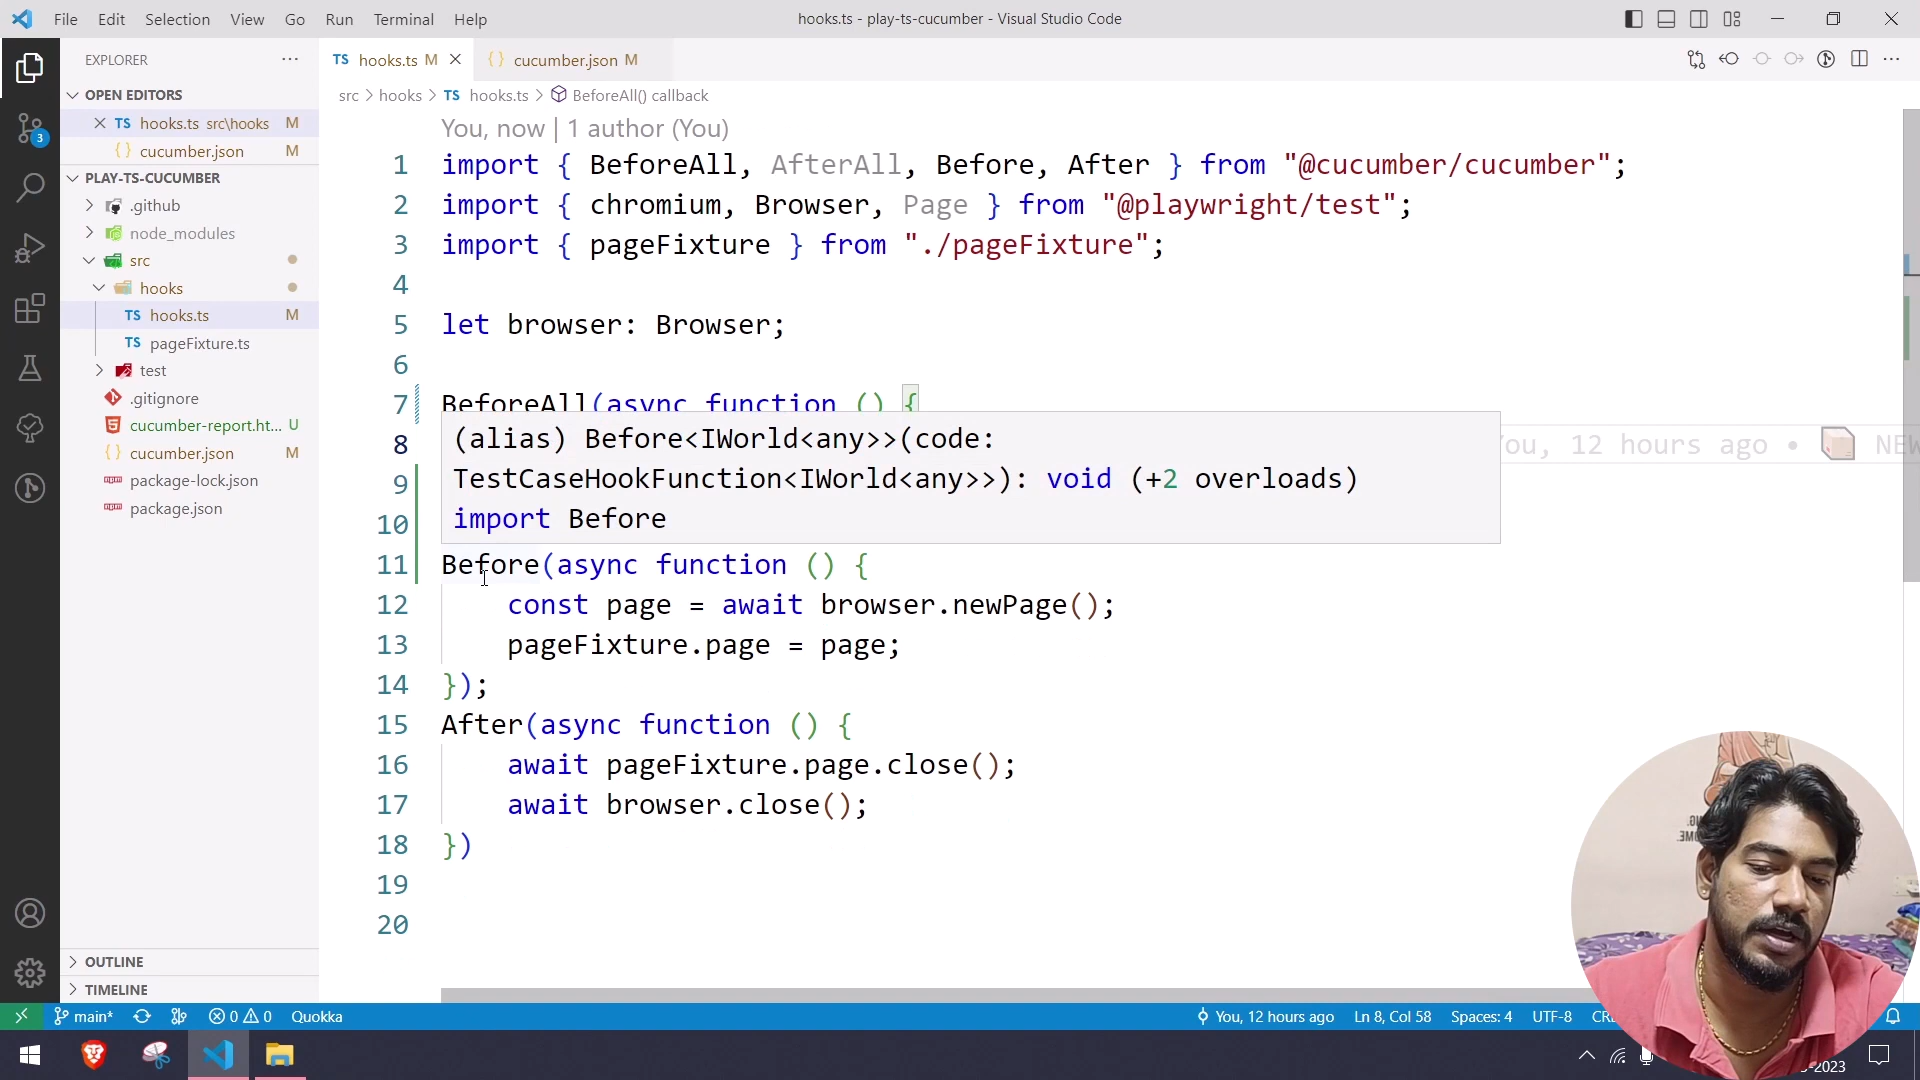 File Edit Selection View Go Run Terminal Help
hooks.ts - play-ts-cucumber - Visual Studio Code
EXPLORER
TS hooks.ts M
{} cucumber.json M
OPEN EDITORS
src > hooks > TS hooks.ts > BeforeAll() callback
TS hooks.ts src\hooks M
{} cucumber.json M
PLAY-TS-CUCUMBER
.github
node_modules
src
hooks
TS hooks.ts M
TS pageFixture.ts
test
.gitignore
cucumber-report.ht... U
{} cucumber.json M
package-lock.json
package.json
OUTLINE
TIMELINE
3
You, now | 1 author (You)
1 import { BeforeAll, AfterAll, Before, After } from "@cucumber/cucumber";
2 import { chromium, Browser, Page } from "@playwright/test";
3 import { pageFixture } from "./pageFixture";
4
5 let browser: Browser;
6
7 BeforeAll(async function () {
8
9
10
(alias) Before<IWorld<any>>(code:
TestCaseHookFunction<IWorld<any>>): void (+2 overloads)
import Before
You, 12 hours ago • NEW
11 Before(async function () {
12 const page = await browser.newPage();
13 pageFixture.page = page;
14 });
15 After(async function () {
16 await pageFixture.page.close();
17 await browser.close();
18 })
19
20
main* 0 0 Quokka
You, 12 hours ago Ln 8, Col 58 Spaces: 4 UTF-8